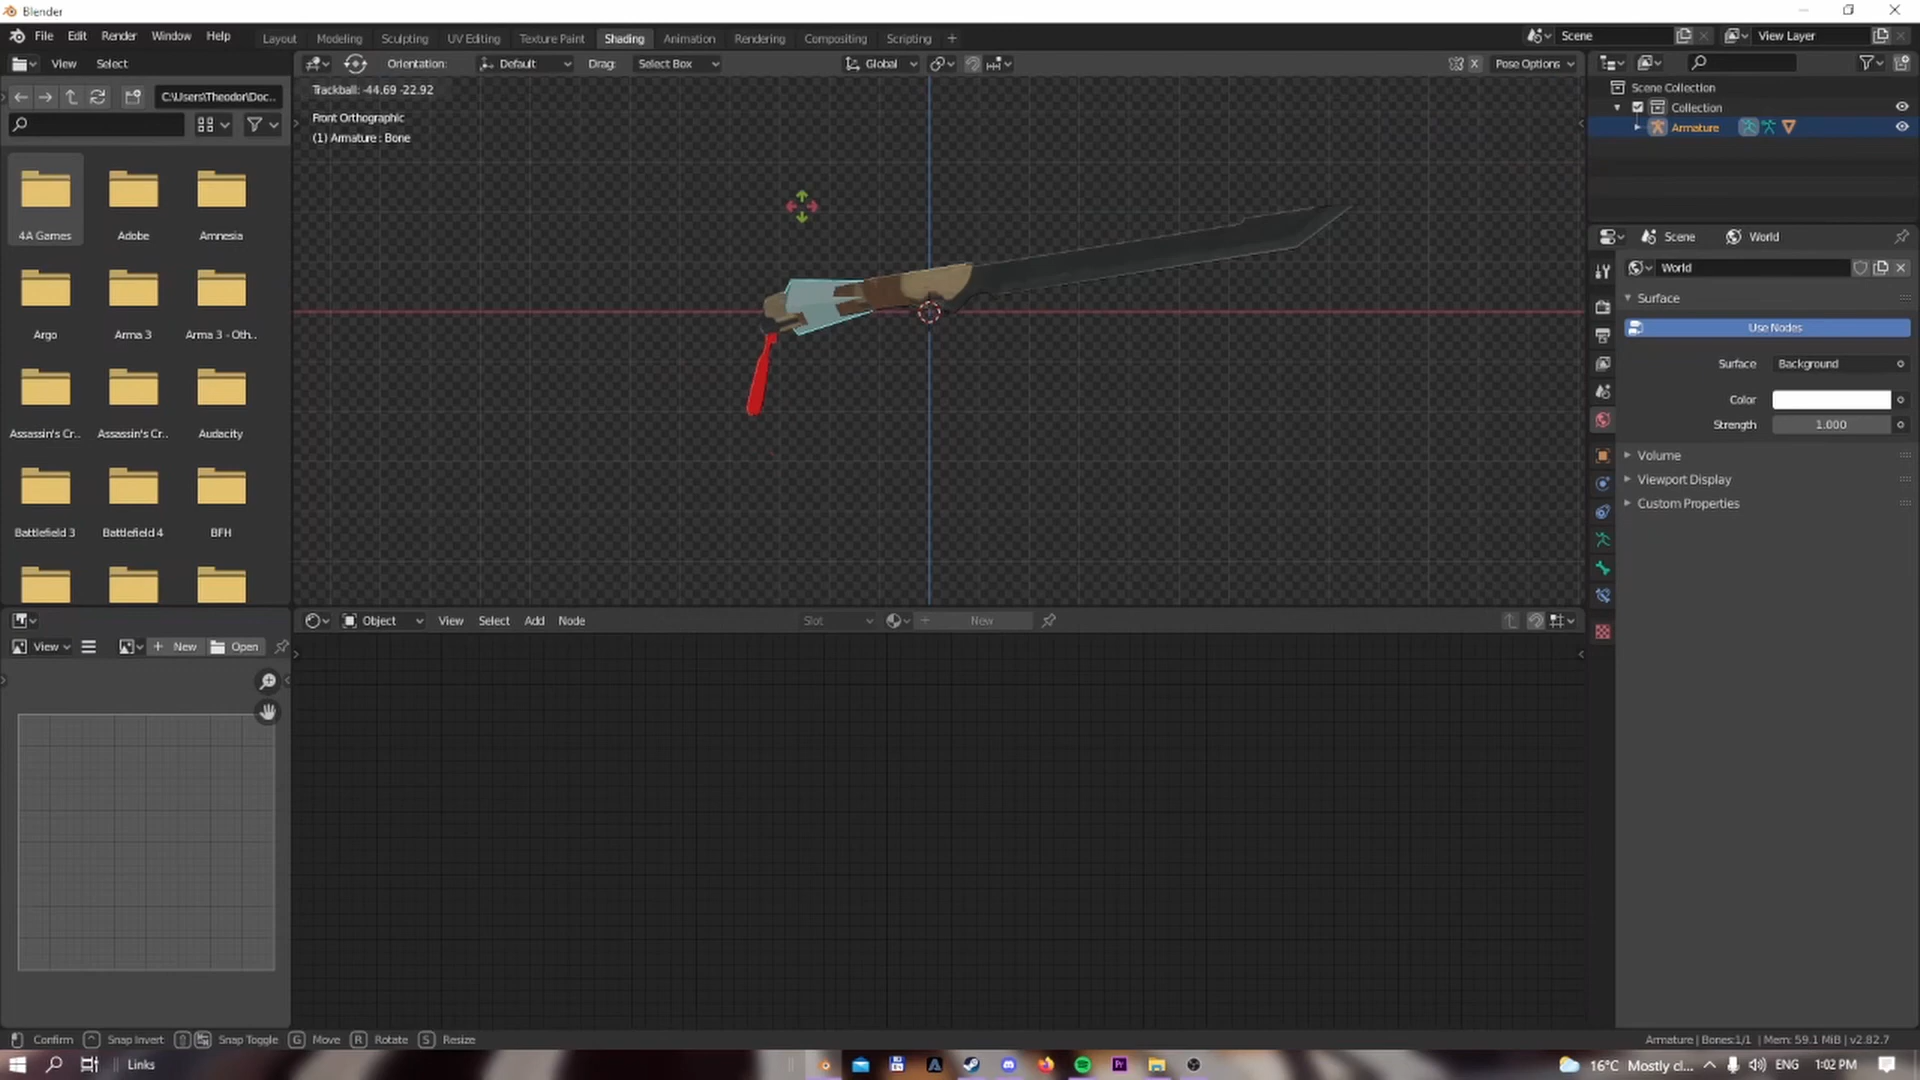 Blender
File Edit Render Window Help
Layout Modeling Sculpting UV Editing Texture Paint Shading Animation Rendering Compositing Scripting +
Scene
View Layer
View Select
Orientation: Default Drag: Select Box
Global
Pose Options
C:\Users\Theodor\Doc...
Trackball: -44.69 -22.92
Front Orthographic
(1) Armature : Bone
Scene Collection
Collection
Armature
4A Games Adobe Amnesia
Argo Arma 3 Arma 3 - Oth..
Assassin's Cr.. Assassin's Cr.. Audacity
Battlefield 3 Battlefield 4 BFH
Scene World
World
Surface
Use Nodes
Surface Background
Color
Strength 1.000
Volume
Viewport Display
Custom Properties
Object View Select Add Node
Slot
New
View
New Open
Confirm Snap Invert Snap Toggle G Move R Rotate S Resize
Armature | Bones:1/1 | Mem: 59.1 MiB | v2.82.7
Links
16°C Mostly cl... ENG 1:02 PM